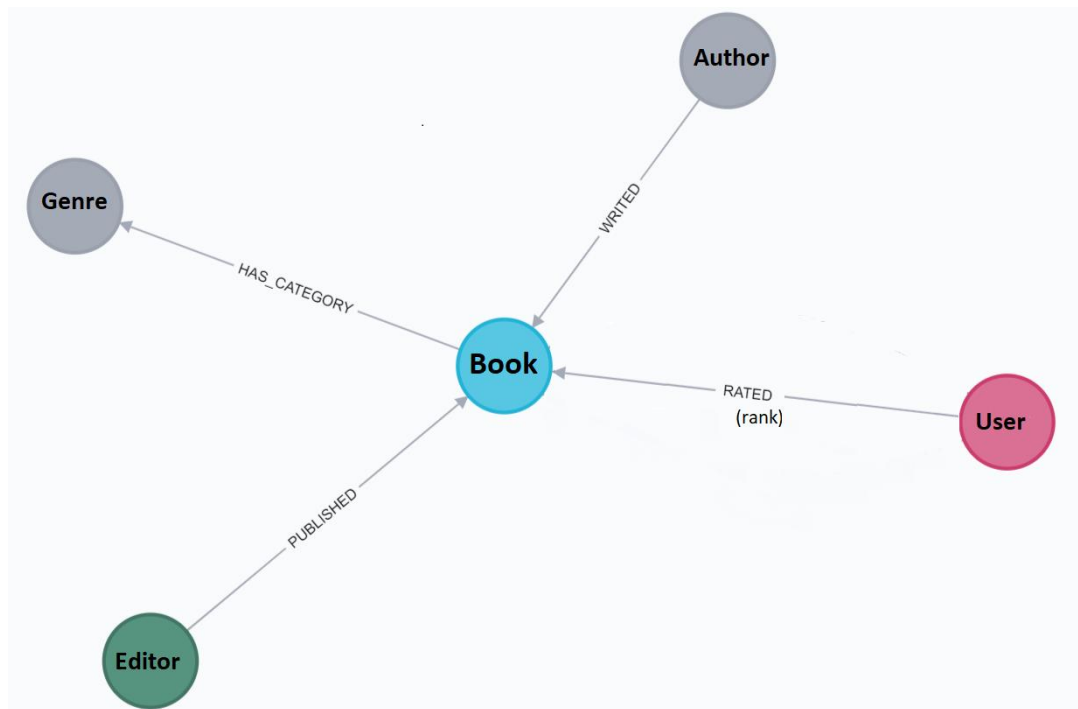 Author
Genre
WRITED
HAS_CATEGORY
Book
RATED
(rank)
User
PUBLISHED
Editor